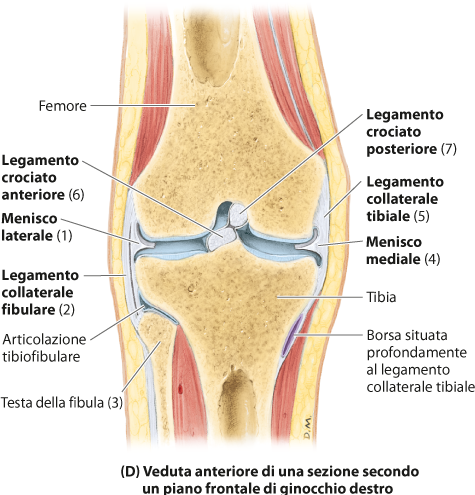 Femore
Legamento
crociato
anteriore (6)
Menisco
laterale (1)
Legamento
collaterale
fibulare (2)
Articolazione
tibiofibulare
Testa della fibula (3)
Legamento
crociato
posteriore (7)
Legamento
collaterale
tibiale (5)
Menisco
mediale (4)
Tibia
Borsa situata
profondamente
al legamento
collaterale tibiale
D.M.
(D) Veduta anteriore di una sezione secondo
un piano frontale di ginocchio destro